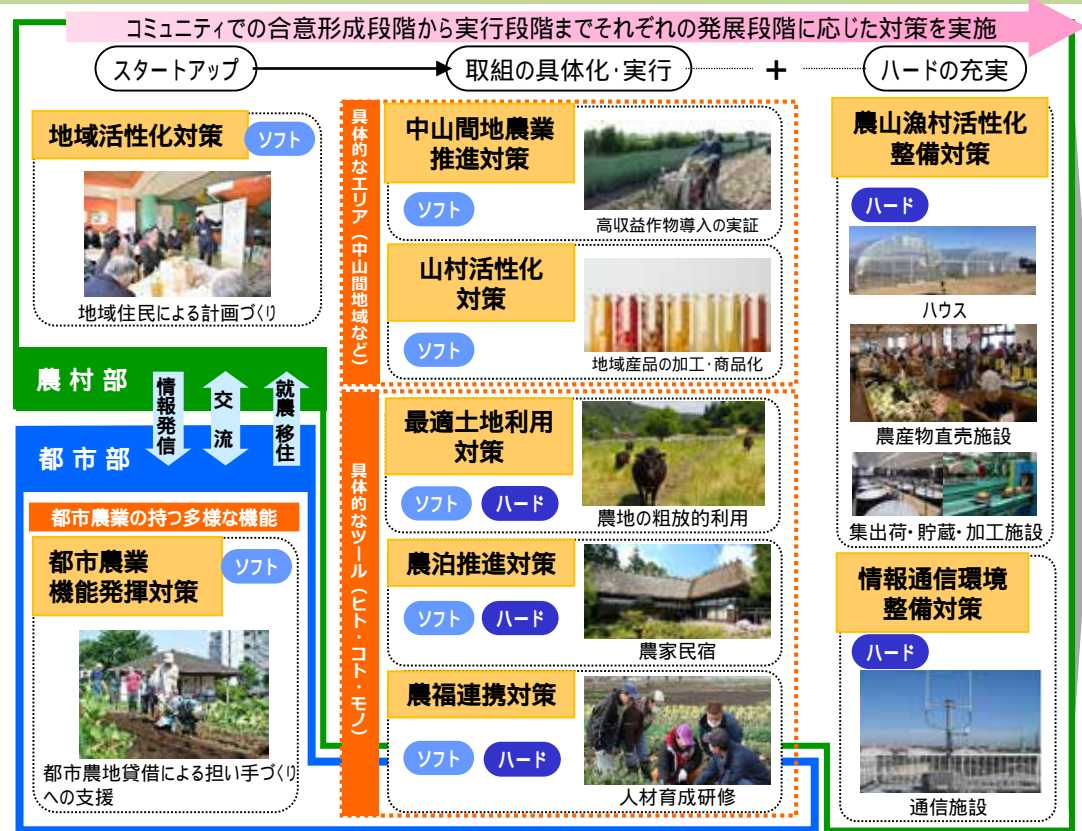 コミュニティでの合意形成段階から実行段階までそれぞれの発展段階に応じた対策を実施
スタートアップ
取組の具体化・実行
+
ハードの充実
地域活性化対策
ソフト
地域住民による計画づくり
農村部
情報発信
交流
就農移住
都市部
都市農業の持つ多様な機能
都市農業
機能発揮対策
ソフト
都市農地貸借による担い手づくり
への支援
具体的なエリア(中山間地域など)
中山間地農業
推進対策
ソフト
高収益作物導入の実証
山村活性化
対策
ソフト
地域産品の加工・商品化
具体的なツール(ヒト・コト・モノ)
最適土地利用
対策
ソフト
ハード
農地の粗放的利用
農泊推進対策
ソフト
ハード
農家民宿
農福連携対策
ソフト
ハード
人材育成研修
農山漁村活性化
整備対策
ハード
ハウス
農産物直売施設
集出荷・貯蔵・加工施設
情報通信環境
整備対策
ハード
通信施設